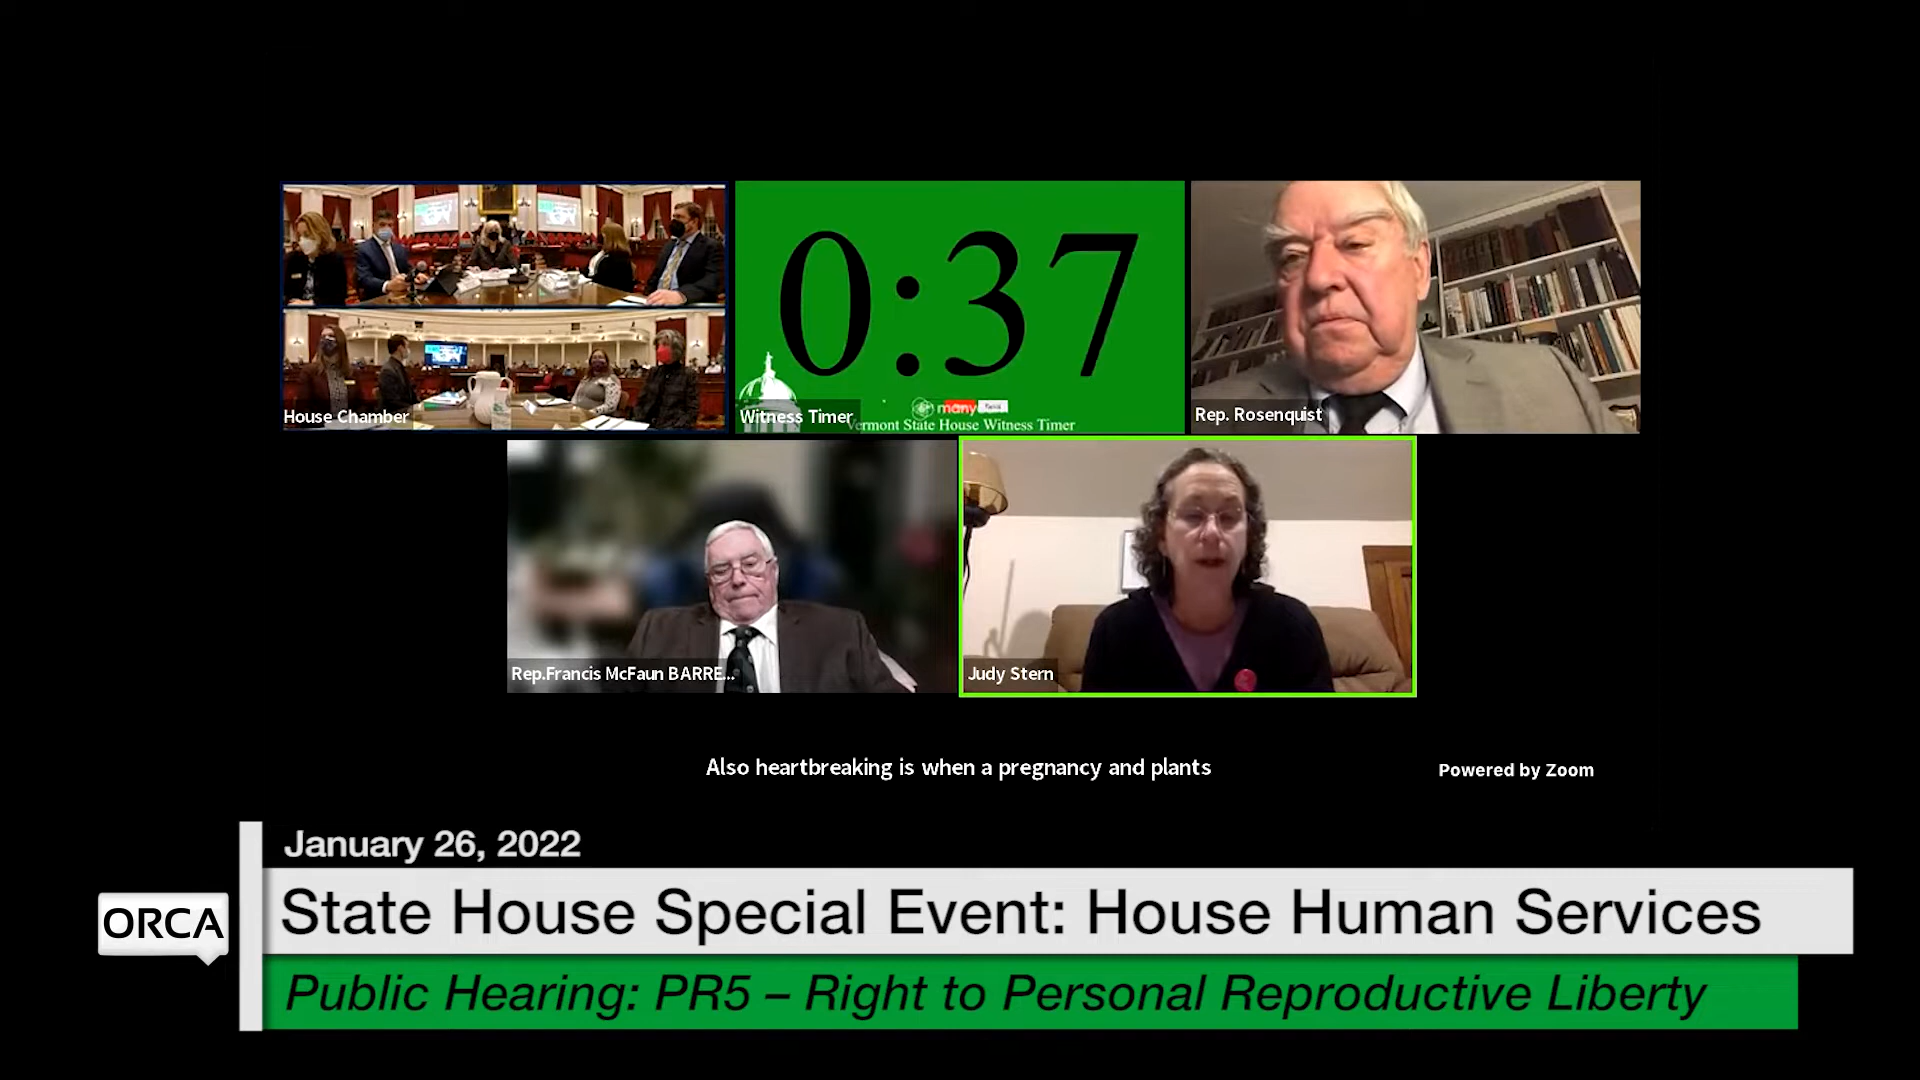 0:37
House Chamber
Witness Timer
many
Vermont State House Witness Timer
Rep. Rosenquist
Rep.Francis McFaun BARRE...
Judy Stern
Also heartbreaking is when a pregnancy and plants
Powered by Zoom
January 26, 2022
ORCA
State House Special Event: House Human Services
Public Hearing: PR5 – Right to Personal Reproductive Liberty